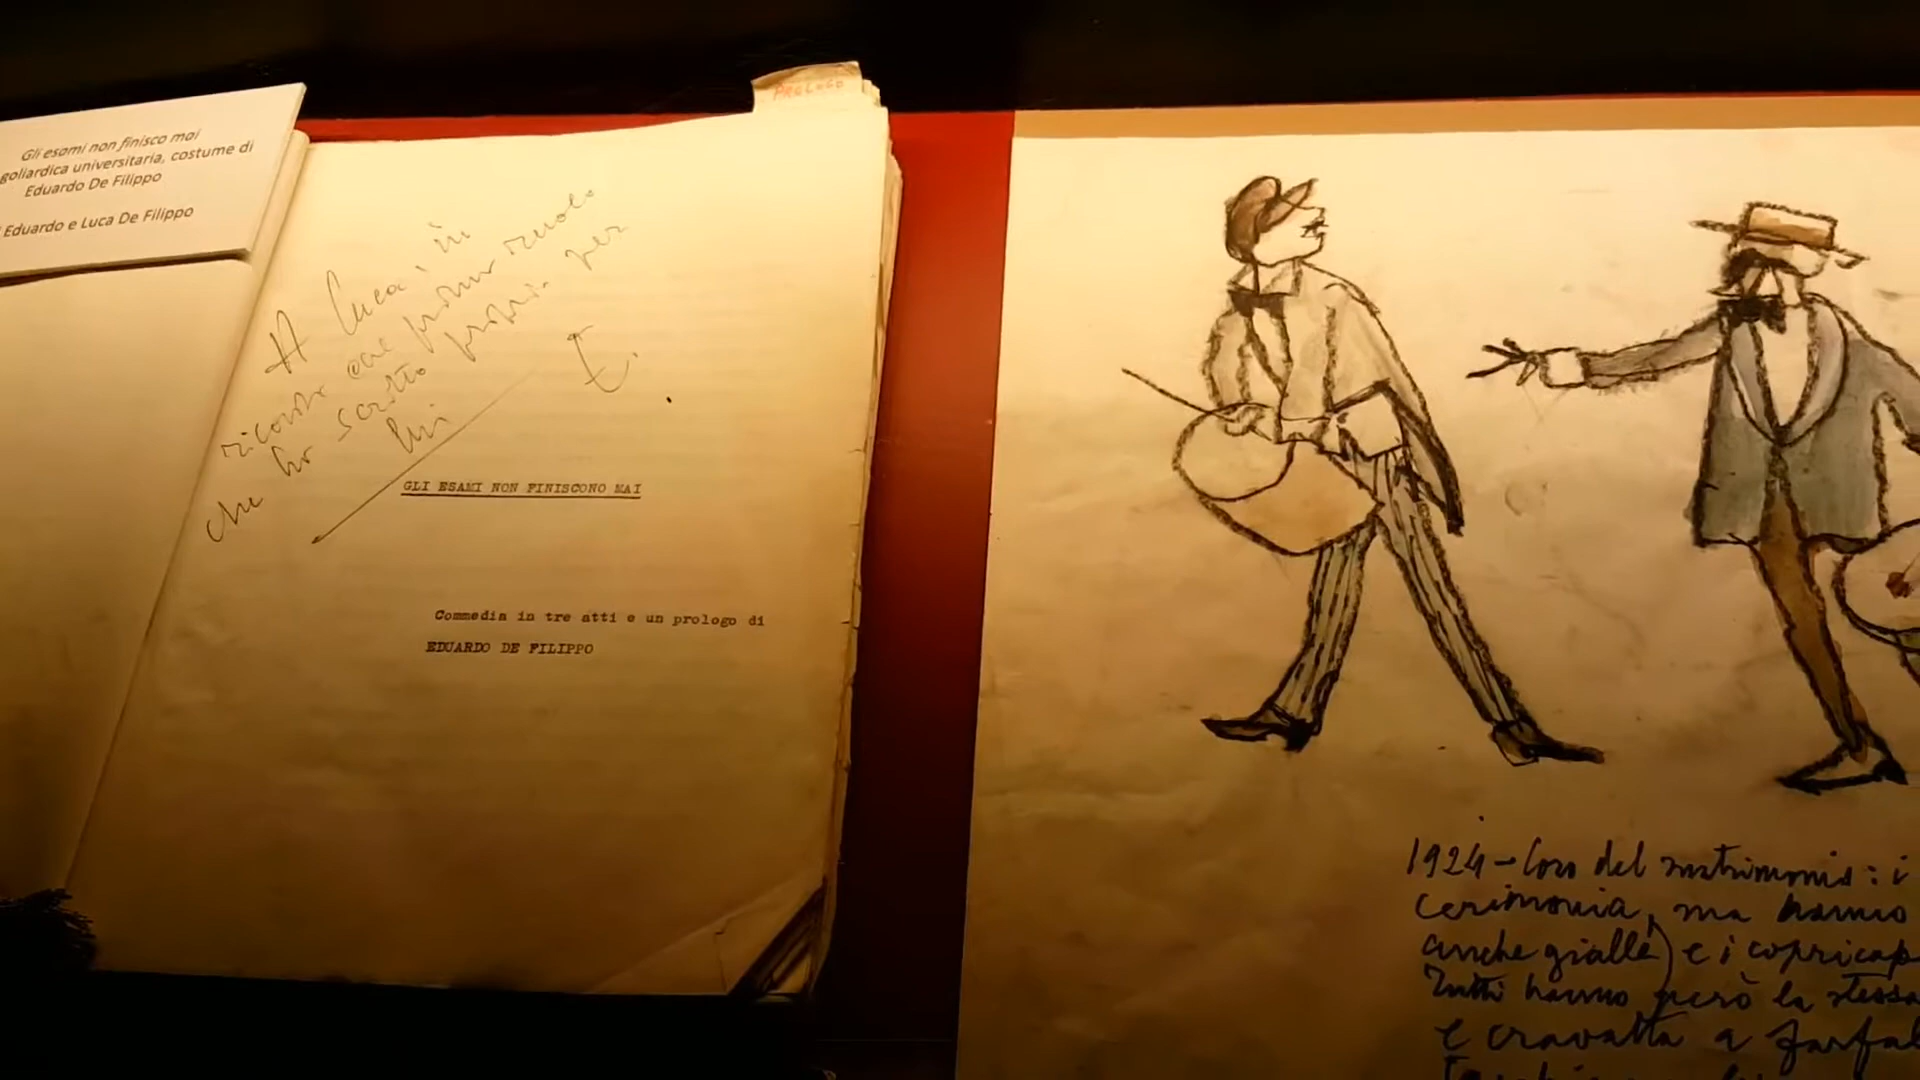 Gli esami non finisco mai
goliardica universitaria, costume di
Eduardo De Filippo
Eduardo e Luca De Filippo
PROLOGO
A Luca, in
ricordo del primo ruolo
che ho scritto proprio per
lui
E.
GLI ESAMI NON FINISCONO MAI
Commedia in tre atti e un prologo di
EDUARDO DE FILIPPO
1924 - Coro del matrimonio: i
cerimonia, ma hanno
anche gialle) e i copricap
Tutti hanno però la stessa
e cravatta a farfal